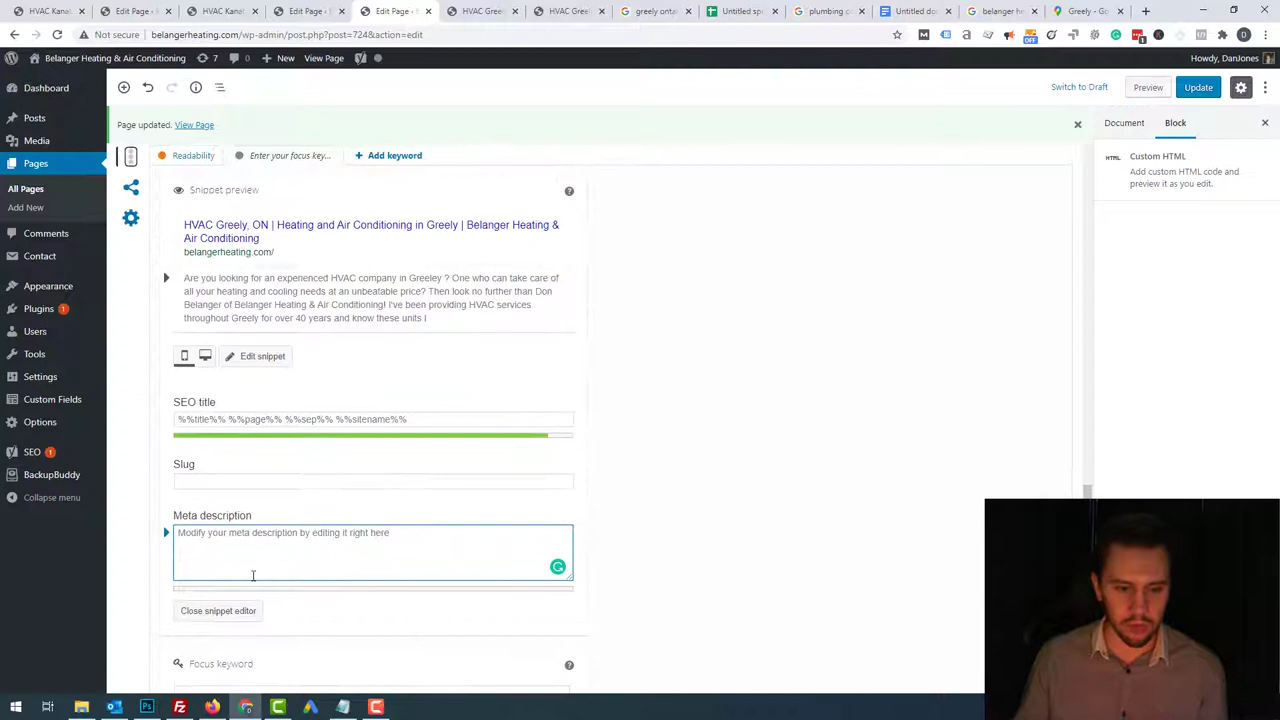 HVAC Kana
Edit Page ‹
HVAC Kana
Edit Page ‹
Edit Page ‹
HVAC Greel
HVAC Greel
greely onta
Untitled spr
plumbing co
Untitled doc
belanger he
Greely - Go
Not secure | belangerheating.com/wp-admin/post.php?post=724&action=edit
Belanger Heating & Air Conditioning 7 New View Page
Howdy, DanJones
Dashboard
Switch to Draft Preview Update
Posts
Page updated. View Page
Document Block
Media
Readability Enter your focus key... Add keyword
Custom HTML
Add custom HTML code and
preview it as you edit.
Pages
All Pages
Add New
Comments
Contact
Appearance
Plugins 1
Users
Tools
Settings
Custom Fields
Options
SEO 1
BackupBuddy
Collapse menu
Snippet preview
HVAC Greely, ON | Heating and Air Conditioning in Greely | Belanger Heating &
Air Conditioning
belangerheating.com/
Are you looking for an experienced HVAC company in Greeley ? One who can take care of
all your heating and cooling needs at an unbeatable price? Then look no further than Don
Belanger of Belanger Heating & Air Conditioning! I've been providing HVAC services
throughout Greely for over 40 years and know these units l
Edit snippet
SEO title
%%title%% %%page%% %%sep%% %%sitename%%
Slug
Meta description
Modify your meta description by editing it right here
Close snippet editor
Focus keyword